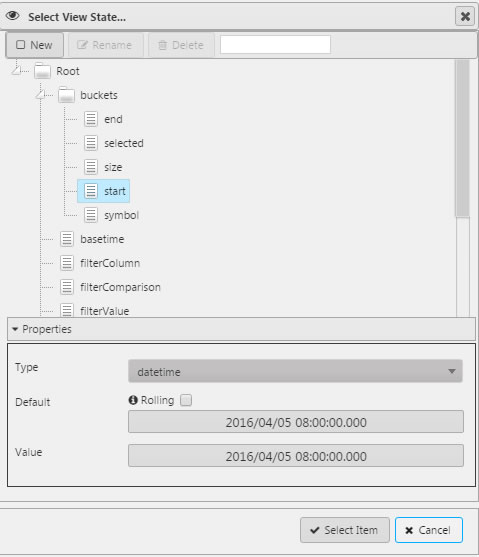 Select View State...
New Rename Delete
Root
buckets
end
selected
size
start
symbol
basetime
filterColumn
filterComparison
filterValue
Properties
Type datetime
Default Rolling
2016/04/05 08:00:00.000
Value 2016/04/05 08:00:00.000
Select Item Cancel